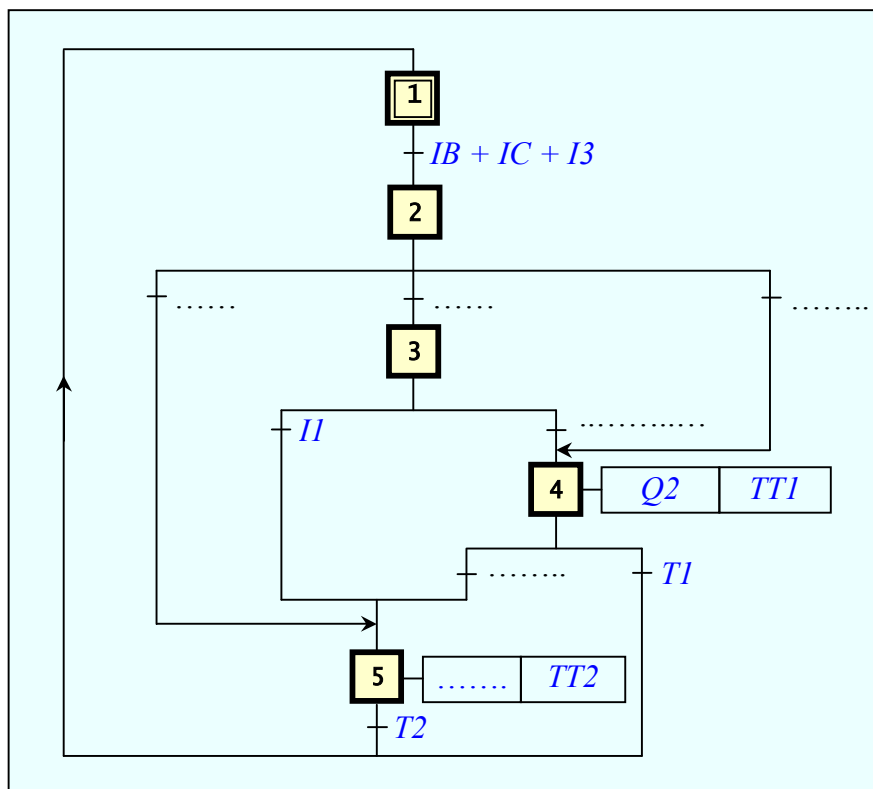 1
IB + IC + I3
2
...... ...... ........
3
I1 .............
4 Q2 TT1
........ T1
5 ....... TT2
T2